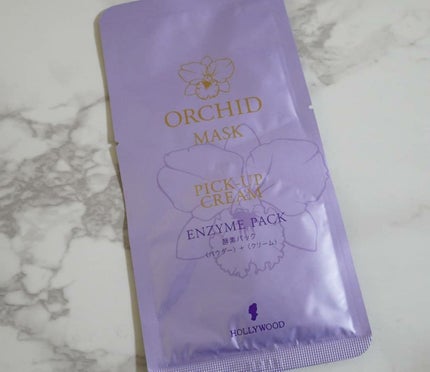 ORCHID
MASK
PICK-UP
CREAM
ENZYME PACK
酵素パック
〈パウダー〉+〈クリーム〉
HOLLYWOOD